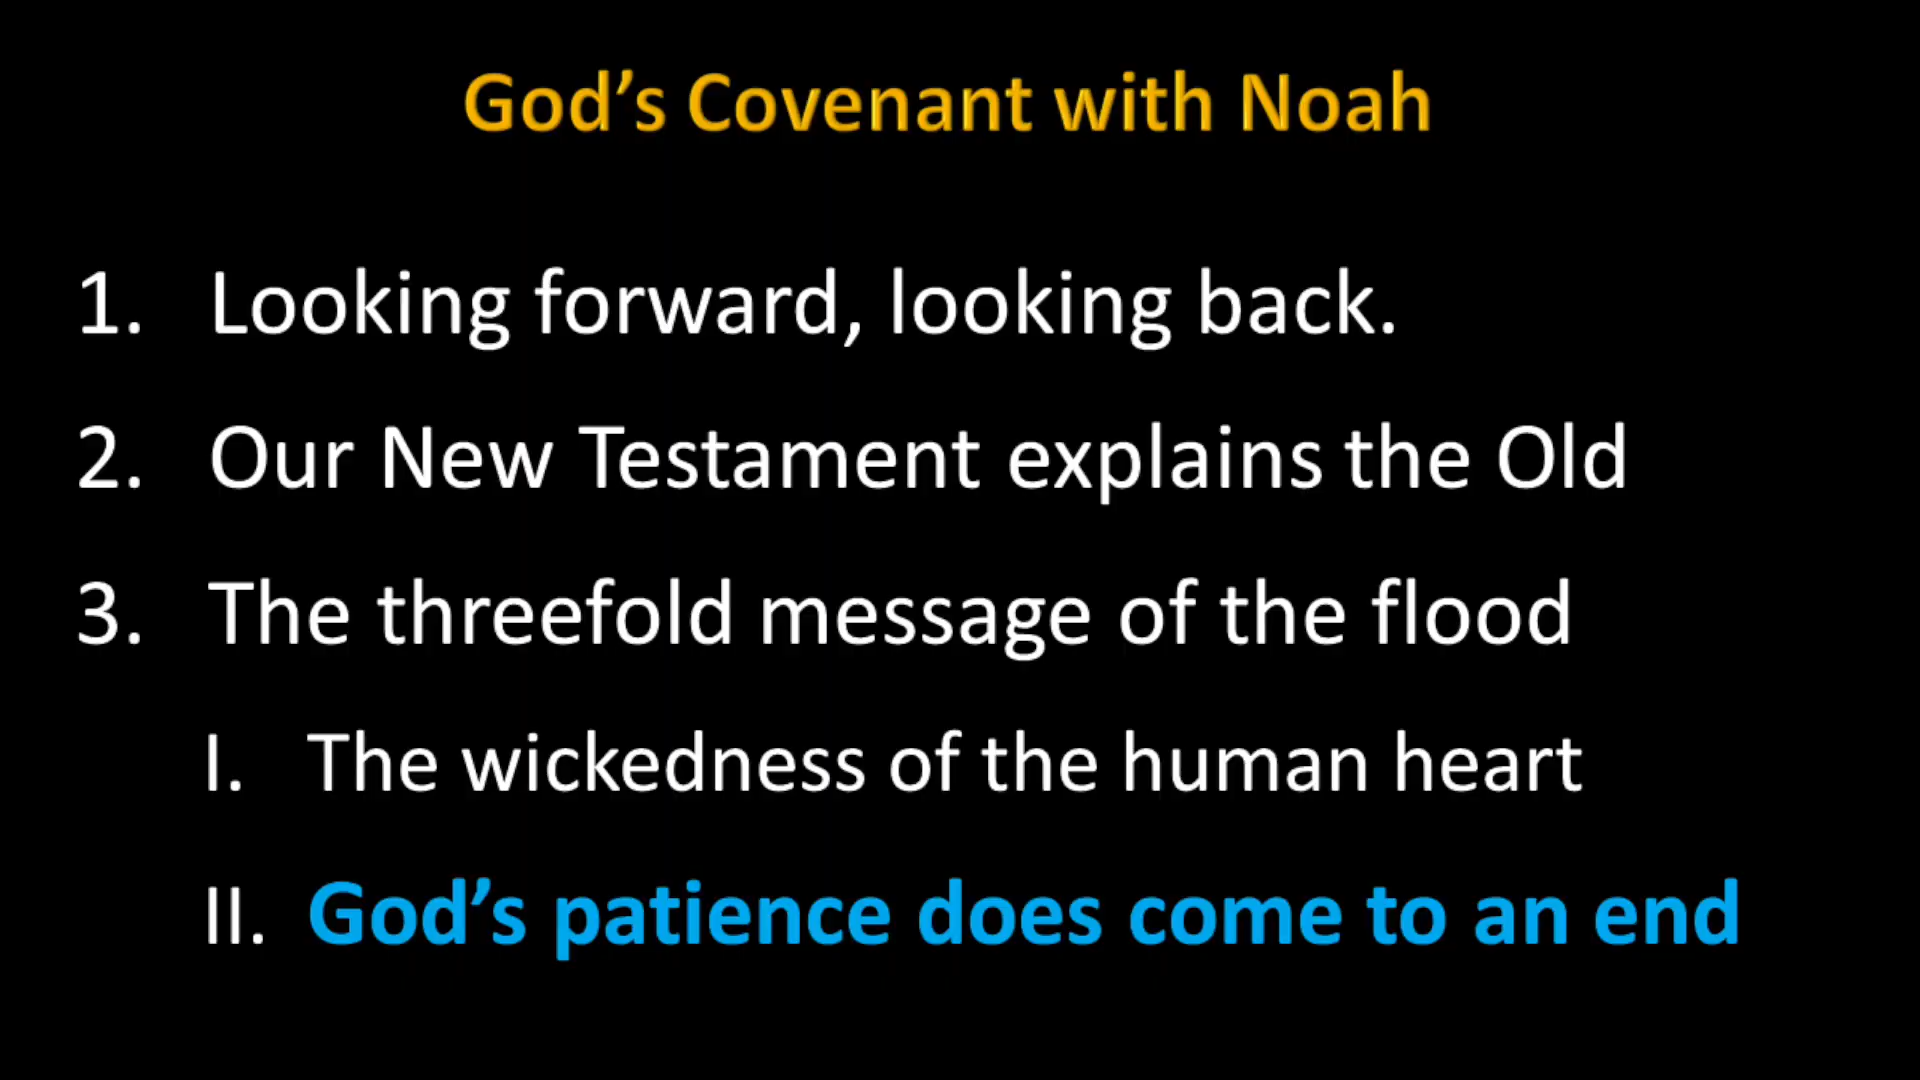 God’s Covenant with Noah
1. Looking forward, looking back.
2. Our New Testament explains the Old
3. The threefold message of the flood
I. The wickedness of the human heart
II. God’s patience does come to an end